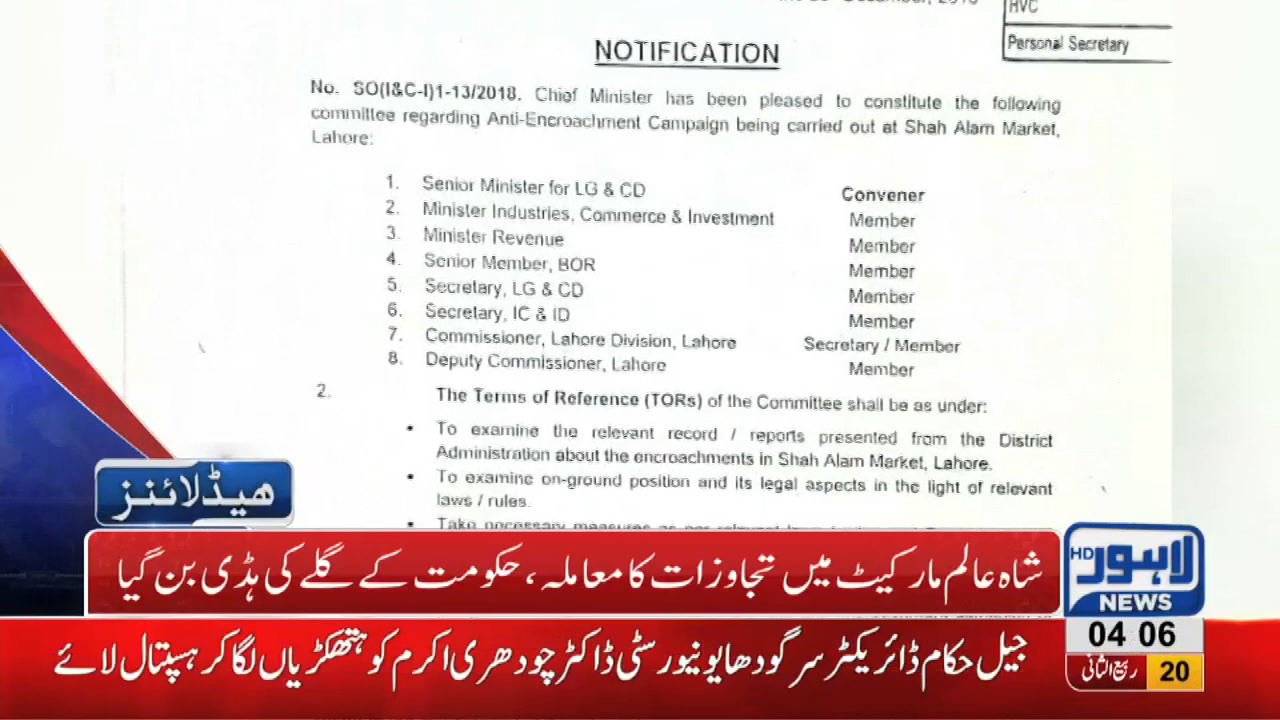 HVC
Personal Secretary
NOTIFICATION
No. SO(I&C-I)1-13/2018. Chief Minister has been pleased to constitute the following
committee regarding Anti-Encroachment Campaign being carried out at Shah Alam Market,
Lahore:
1. Senior Minister for LG & CD Convener
2. Minister Industries, Commerce & Investment Member
3. Minister Revenue Member
4. Senior Member, BOR Member
5. Secretary, LG & CD Member
6. Secretary, IC & ID Member
7. Commissioner, Lahore Division, Lahore Secretary / Member
8. Deputy Commissioner, Lahore Member
2. The Terms of Reference (TORs) of the Committee shall be as under:
• To examine the relevant record / reports presented from the District
Administration about the encroachments in Shah Alam Market, Lahore.
• To examine on-ground position and its legal aspects in the light of relevant
laws / rules.
• Take necessary measures as per relevant
ھیڈلائنز
شاہ عالم مارکیٹ میں تجاوزات کا معاملہ، حکومت کے گلے کی ہڈی بن گیا
لاہور HD
NEWS
04 06
جیل حکام ڈائریکٹر سرگودھا یونیورسٹی ڈاکٹر چودھری اکرم کو ہتھکڑیاں لگا کر ہسپتال لائے
20 ربیع الثانی